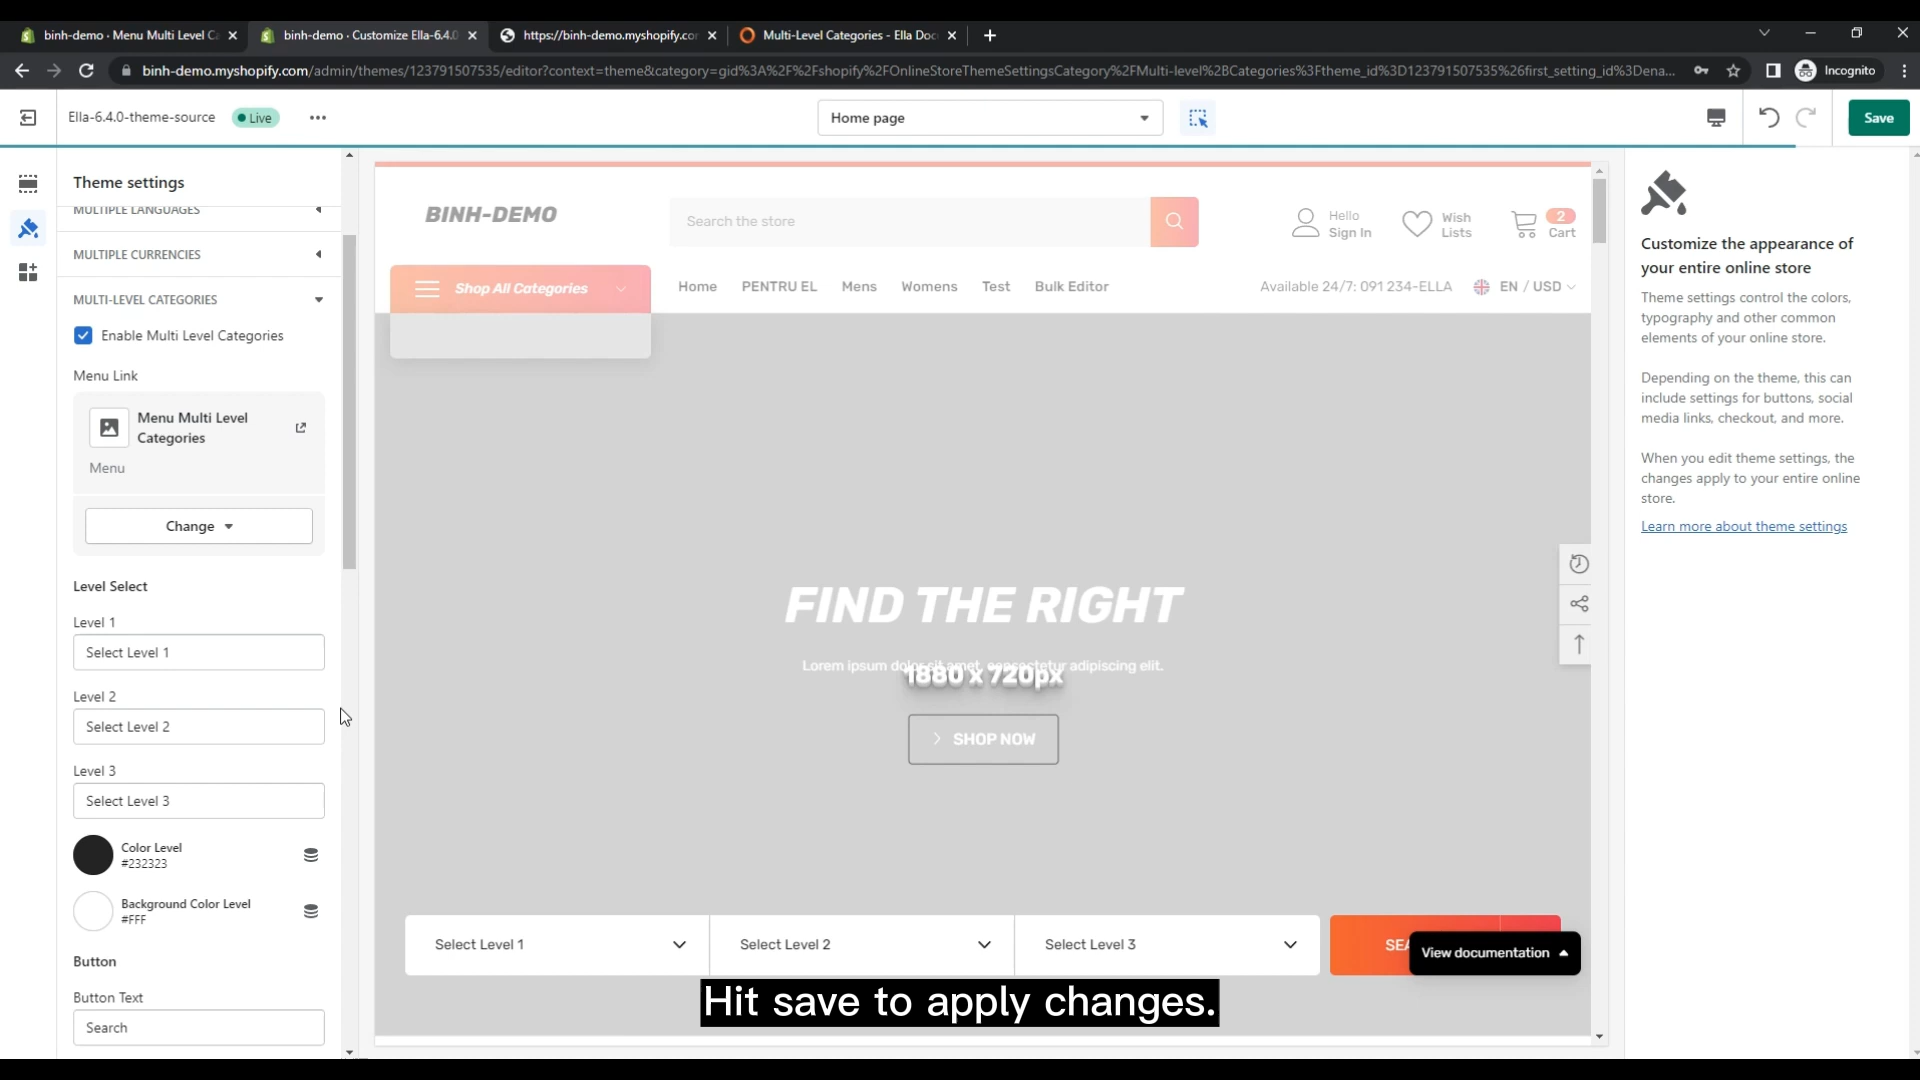 binh-demo · Menu Multi Level Ca
binh-demo · Customize Ella-6.4.0
https://binh-demo.myshopify.cor
Multi-Level Categories - Ella Doc
binh-demo.myshopify.com/admin/themes/123791507535/editor?context=theme&category=gid%3A%2F%2Fshopify%2FOnlineStoreThemeSettingsCategory%2FMulti-level%2BCategories%3Ftheme_id%3D123791507535%26first_setting_id%3Dena...
Incognito
Ella-6.4.0-theme-source
Live
Home page
Save
Theme settings
MULTIPLE LANGUAGES
MULTIPLE CURRENCIES
MULTI-LEVEL CATEGORIES
Enable Multi Level Categories
Menu Link
Menu Multi Level
Categories
Menu
Change
Level Select
Level 1
Select Level 1
Level 2
Select Level 2
Level 3
Select Level 3
Color Level
#232323
Background Color Level
#FFF
Button
Button Text
Search
BINH-DEMO
Search the store
Hello
Sign In
Wish
Lists
2
Cart
Shop All Categories
Home
PENTRU EL
Mens
Womens
Test
Bulk Editor
Available 24/7: 091 234-ELLA
EN / USD
FIND THE RIGHT
Lorem ipsum dolor sit amet, consectetur adipiscing elit.
1880 x 720px
SHOP NOW
Select Level 1
Select Level 2
Select Level 3
SEA
View documentation
Hit save to apply changes.
Customize the appearance of
your entire online store
Theme settings control the colors,
typography and other common
elements of your online store.
Depending on the theme, this can
include settings for buttons, social
media links, checkout, and more.
When you edit theme settings, the
changes apply to your entire online
store.
Learn more about theme settings